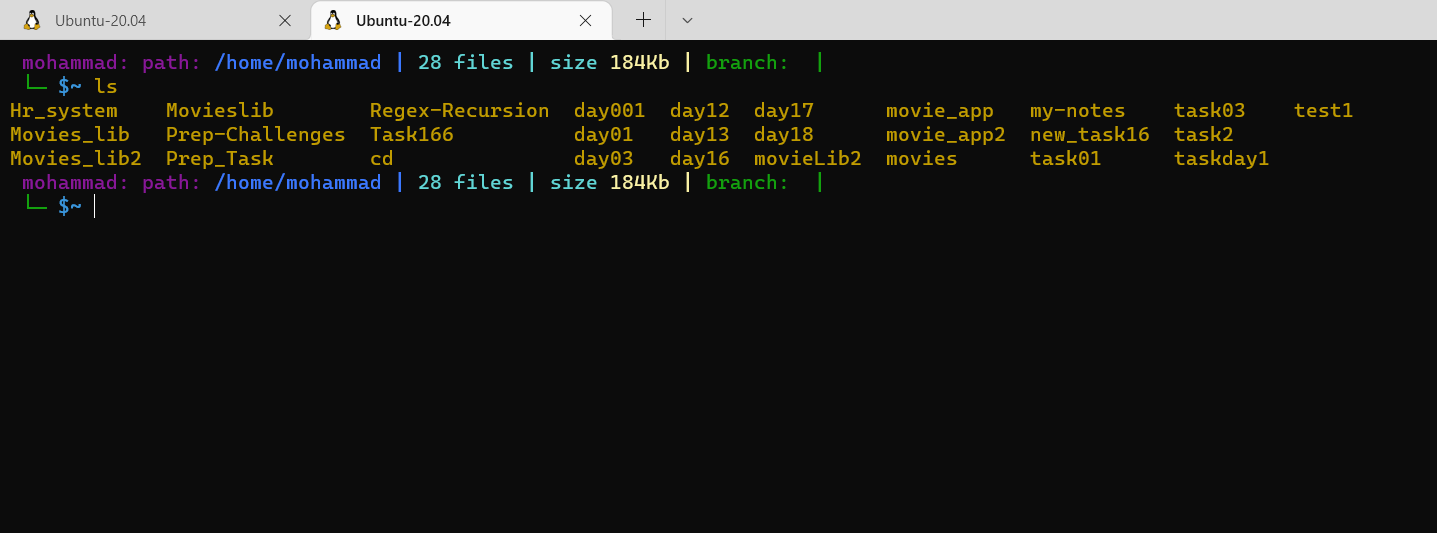 Ubuntu-20.04 Ubuntu-20.04
mohammad: path: /home/mohammad | 28 files | size 184Kb | branch:  |
└─ $~ ls
Hr_system    Movieslib        Regex-Recursion  day001  day12  day17      movie_app   my-notes    task03    test1
Movies_lib   Prep-Challenges  Task166          day01   day13  day18      movie_app2  new_task16  task2
Movies_lib2  Prep_Task        cd               day03   day16  movieLib2  movies      task01      taskday1
mohammad: path: /home/mohammad | 28 files | size 184Kb | branch:  |
└─ $~